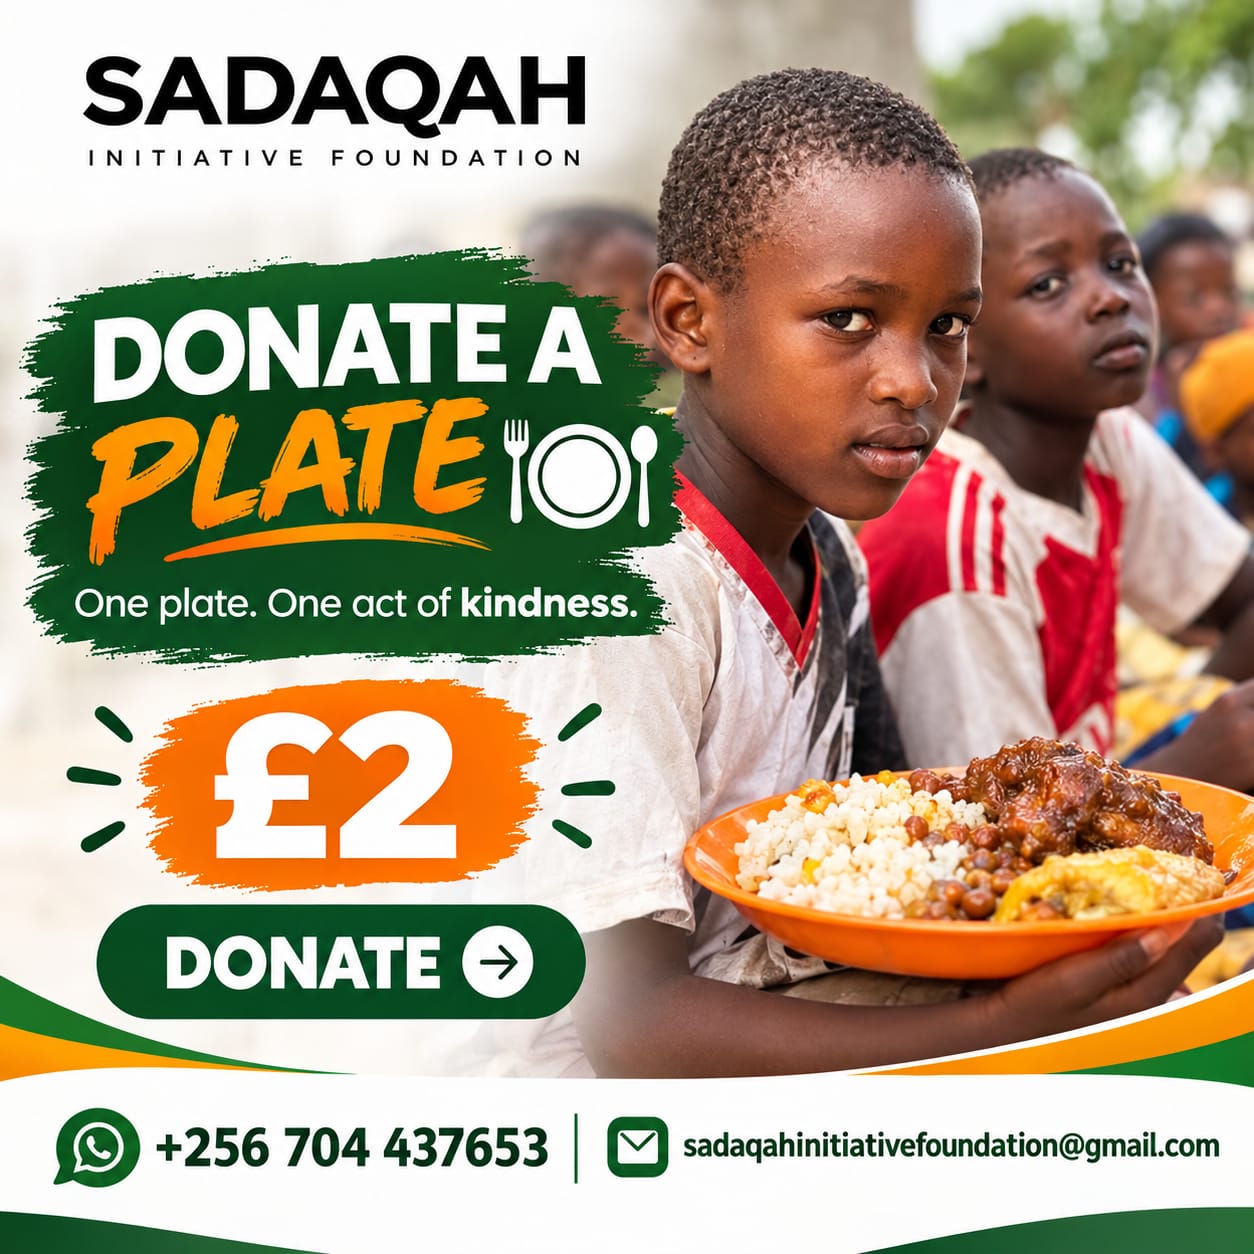 SADAQAH
INITIATIVE FOUNDATION
DONATE A
PLATE
One plate. One act of kindness.
£2
DONATE
+256 704 437653
sadaqahinitiativefoundation@gmail.com